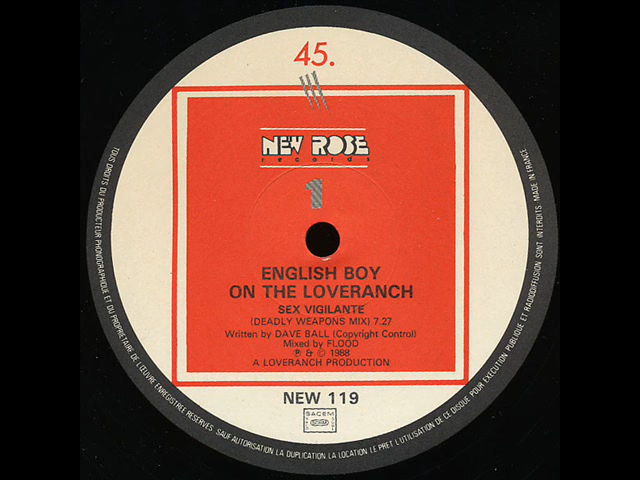 45.
NEW ROSE
records
1
ENGLISH BOY
ON THE LOVERANCH
SEX VIGILANTE
(DEADLY WEAPONS MIX) 7.27
Written by DAVE BALL (Copyright Control)
Mixed by FLOOD
℗ & © 1988
A LOVERANCH PRODUCTION
NEW 119
SACEM
TOUS DROITS DU PRODUCTEUR PHONOGRAPHIQUE ET DU PROPRIETAIRE DE L'ŒUVRE ENREGISTREE RESERVES. SAUF AUTORISATION LA DUPLICATION LA LOCATION LE PRET L'UTILISATION DE CE DISQUE POUR EXECUTION PUBLIQUE ET RADIODIFFUSION SONT INTERDITS MADE IN FRANCE